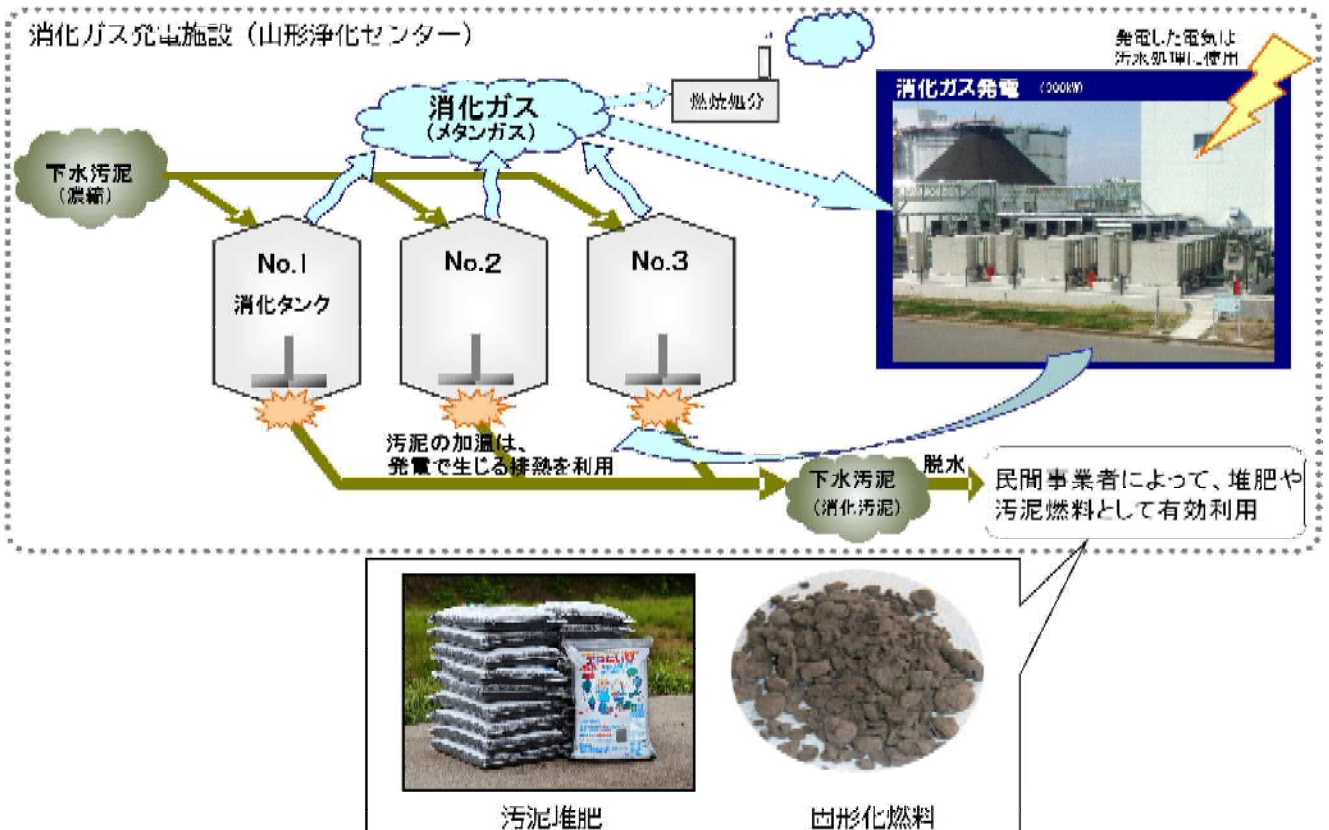 消化ガス発電施設（山形浄化センター）
発電した電気は
汚水処理に使用
消化ガス発電
消化ガス
（メタンガス）
燃焼処分
下水汚泥
（濃縮）
No.1
消化タンク
No.2
No.3
汚泥の加温は、
発電で生じる排熱を利用
下水汚泥
（消化汚泥）
脱水
民間事業者によって、堆肥や
汚泥燃料として有効利用
汚泥堆肥
固形化燃料